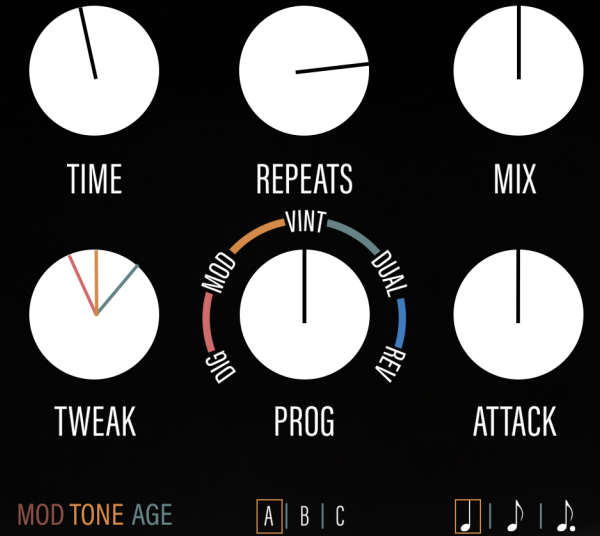 TIME REPEATS MIX
VINT
MOD DUAL
DIG REV
TWEAK PROG ATTACK
MOD TONE AGE A | B | C